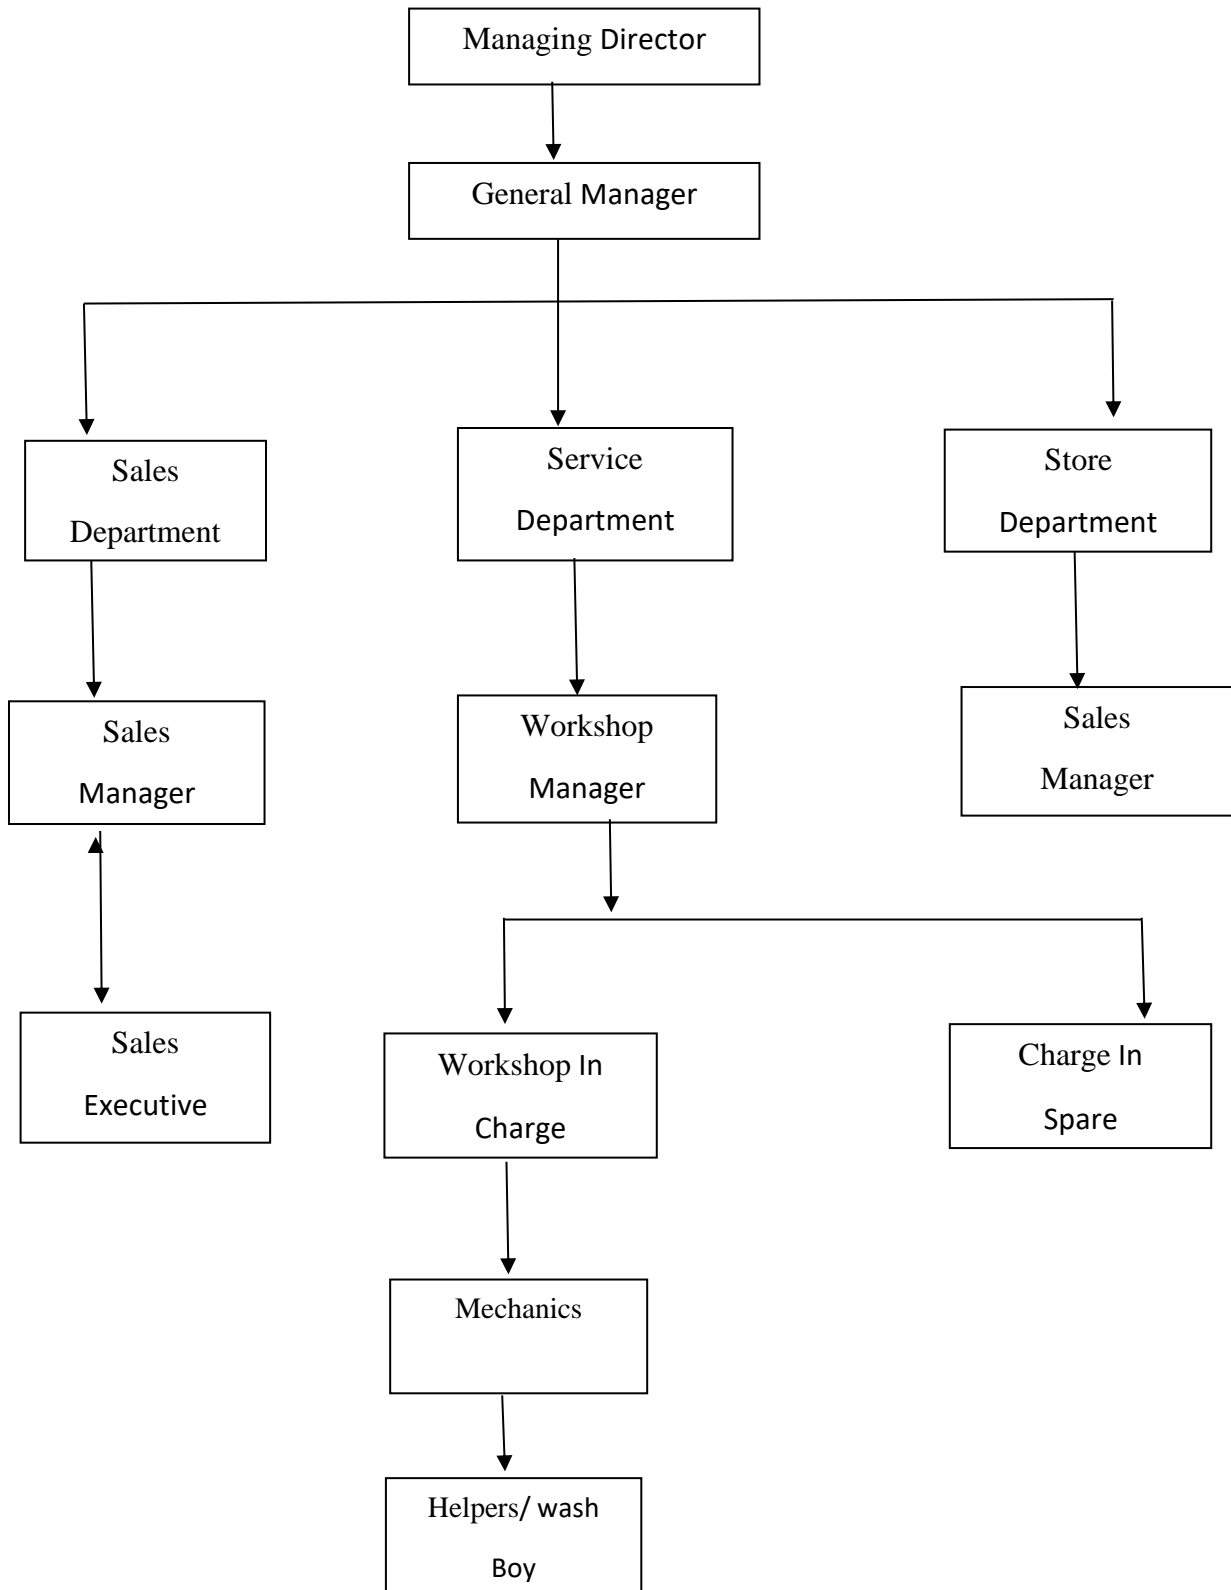 Managing Director
General Manager
Sales
Department
Service
Department
Store
Department
Sales
Manager
Workshop
Manager
Sales
Manager
Sales
Executive
Workshop In
Charge
Charge In
Spare
Mechanics
Helpers/ wash
Boy